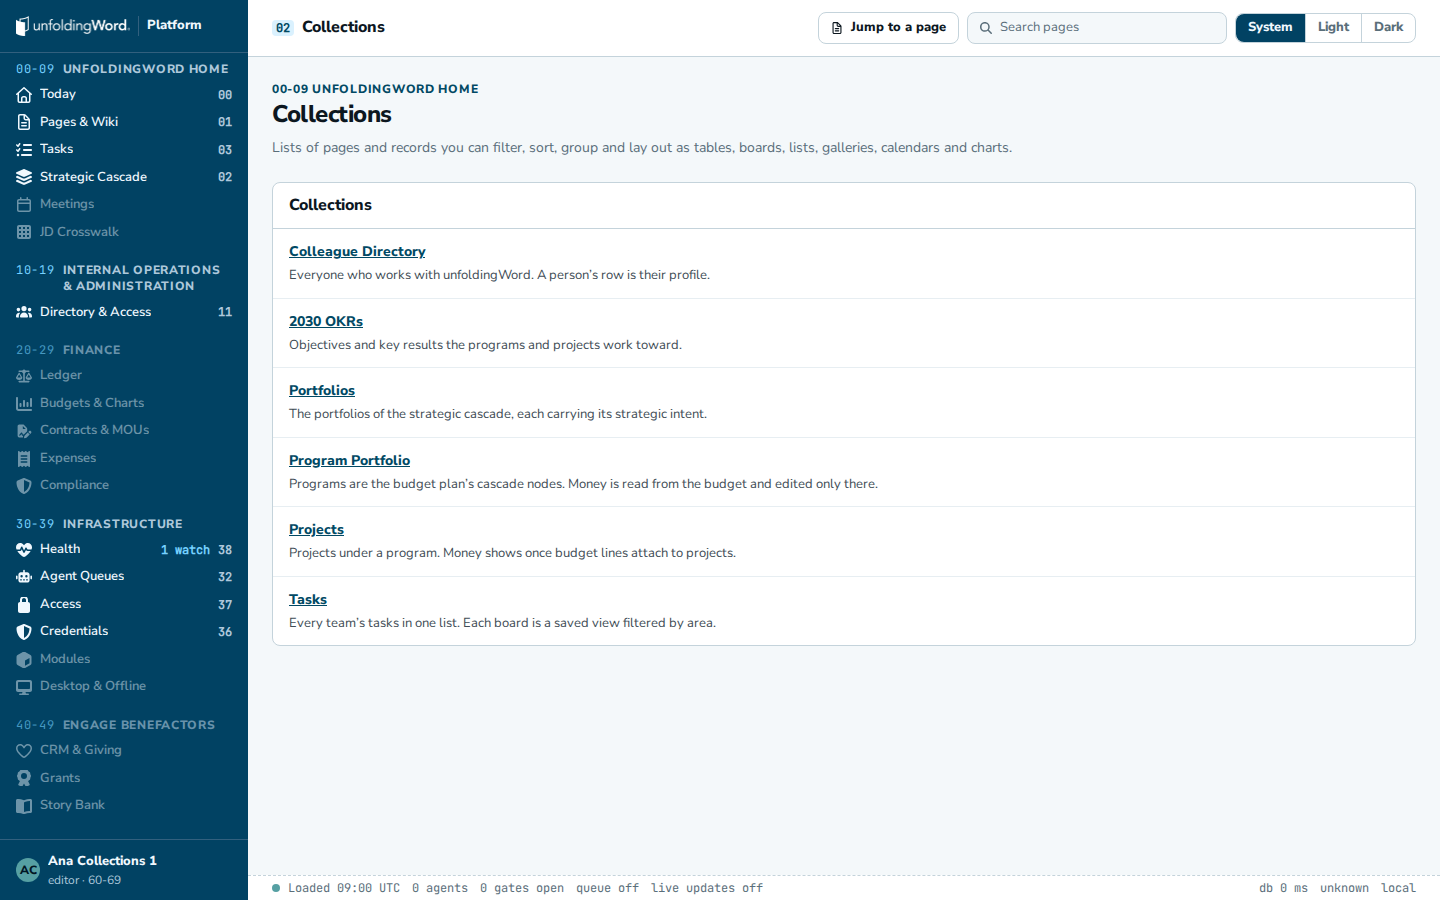 unfoldingWord. Platform
00-09 UNFOLDINGWORD HOME
Today 00
Pages & Wiki 01
Tasks 03
Strategic Cascade 02
Meetings
JD Crosswalk
10-19 INTERNAL OPERATIONS
& ADMINISTRATION
Directory & Access 11
20-29 FINANCE
Ledger
Budgets & Charts
Contracts & MOUs
Expenses
Compliance
30-39 INFRASTRUCTURE
Health 1 watch 38
Agent Queues 32
Access 37
Credentials 36
Modules
Desktop & Offline
40-49 ENGAGE BENEFACTORS
CRM & Giving
Grants
Story Bank
AC Ana Collections 1
editor · 60-69
02 Collections
Jump to a page
Search pages
System Light Dark
00-09 UNFOLDINGWORD HOME
Collections
Lists of pages and records you can filter, sort, group and lay out as tables, boards, lists, galleries, calendars and charts.
Collections
Colleague Directory
Everyone who works with unfoldingWord. A person’s row is their profile.
2030 OKRs
Objectives and key results the programs and projects work toward.
Portfolios
The portfolios of the strategic cascade, each carrying its strategic intent.
Program Portfolio
Programs are the budget plan’s cascade nodes. Money is read from the budget and edited only there.
Projects
Projects under a program. Money shows once budget lines attach to projects.
Tasks
Every team’s tasks in one list. Each board is a saved view filtered by area.
Loaded 09:00 UTC 0 agents 0 gates open queue off live updates off
db 0 ms unknown local